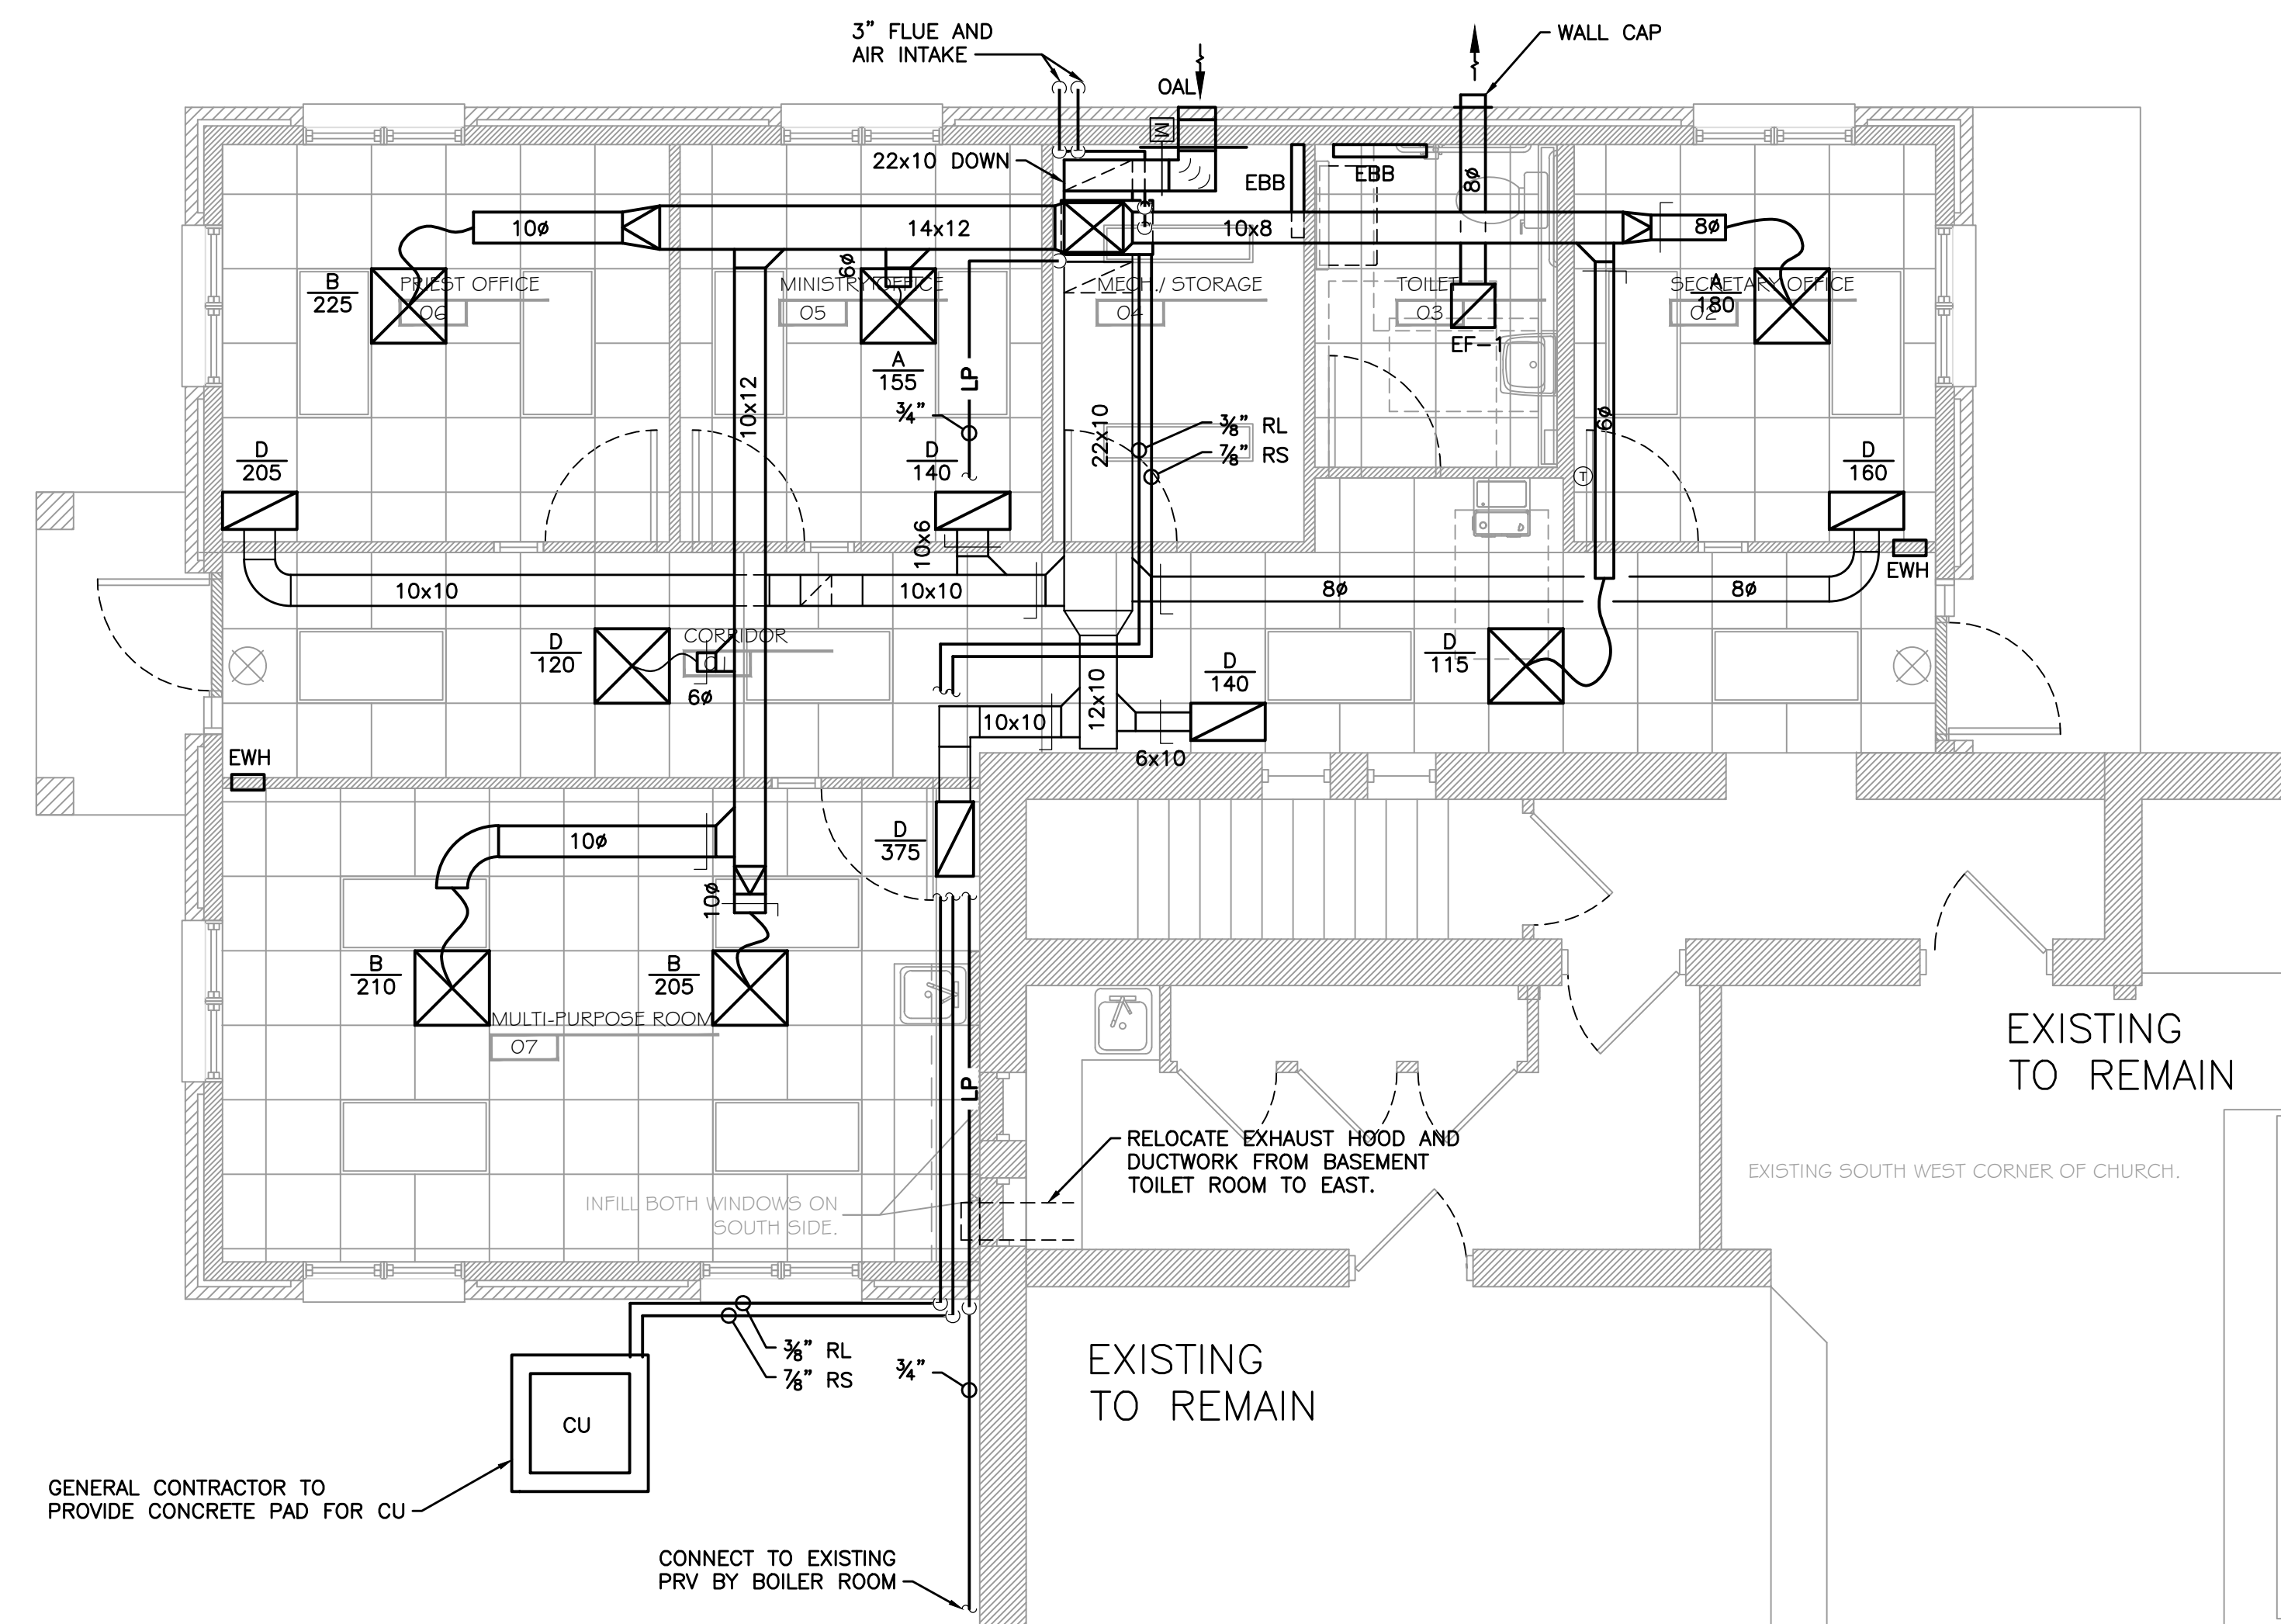 3" FLUE AND
AIR INTAKE
WALL CAP
OAL
M
22x10 DOWN
EBB
EBB
8ø
10ø
14x12
10x8
8ø
6ø
B
225
PRIEST OFFICE
06
MINISTRY OFFICE
05
MECH./ STORAGE
04
TOILET
03
EF-1
SECRETARY OFFICE
02
A
180
A
155
LP
3/4"
10x12
22x10
3/8" RL
7/8" RS
6ø
T
D
205
D
140
D
160
10x6
EWH
10x10
10x10
8ø
8ø
D
120
CORRIDOR
01
6ø
D
140
D
115
12x10
10x10
6x10
EWH
10ø
D
375
10ø
B
210
B
205
MULTI-PURPOSE ROOM
07
LP
EXISTING
TO REMAIN
RELOCATE EXHAUST HOOD AND
DUCTWORK FROM BASEMENT
TOILET ROOM TO EAST.
EXISTING SOUTH WEST CORNER OF CHURCH.
INFILL BOTH WINDOWS ON
SOUTH SIDE.
3/8" RL
7/8" RS
3/4"
EXISTING
TO REMAIN
CU
GENERAL CONTRACTOR TO
PROVIDE CONCRETE PAD FOR CU
CONNECT TO EXISTING
PRV BY BOILER ROOM